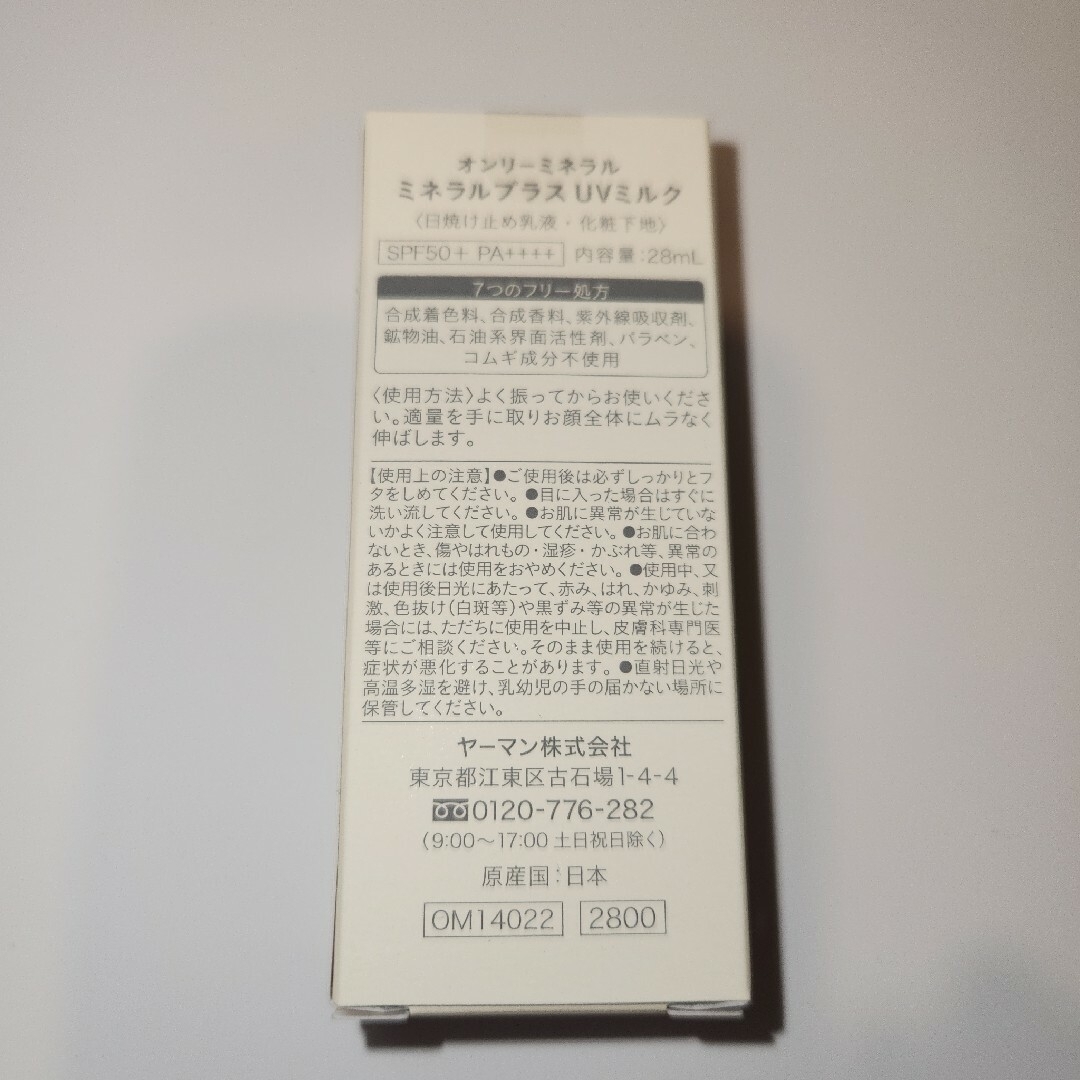 オンリーミネラル
ミネラルプラス UVミルク
〈日焼け止め乳液・化粧下地〉
SPF50+ PA++++ 内容量:28mL
7つのフリー処方
合成着色料、合成香料、紫外線吸収剤、
鉱物油、石油系界面活性剤、パラベン、
コムギ成分不使用
〈使用方法〉よく振ってからお使いくださ
い。適量を手に取りお顔全体にムラなく
伸ばします。
【使用上の注意】●ご使用後は必ずしっかりとフ
タをしめてください。●目に入った場合はすぐに
洗い流してください。●お肌に異常が生じていな
いかよく注意して使用してください。●お肌に合わ
ないとき、傷やはれもの・湿疹・かぶれ等、異常の
あるときには使用をおやめください。●使用中、又
は使用後日光にあたって、赤み、はれ、かゆみ、刺
激、色抜け(白斑等)や黒ずみ等の異常が生じた
場合には、ただちに使用を中止し、皮膚科専門医
等にご相談ください。そのまま使用を続けると、
症状が悪化することがあります。●直射日光や
高温多湿を避け、乳幼児の手の届かない場所に
保管してください。
ヤーマン株式会社
東京都江東区古石場1-4-4
0120-776-282
(9:00〜17:00 土日祝日除く)
原産国:日本
OM14022 2800